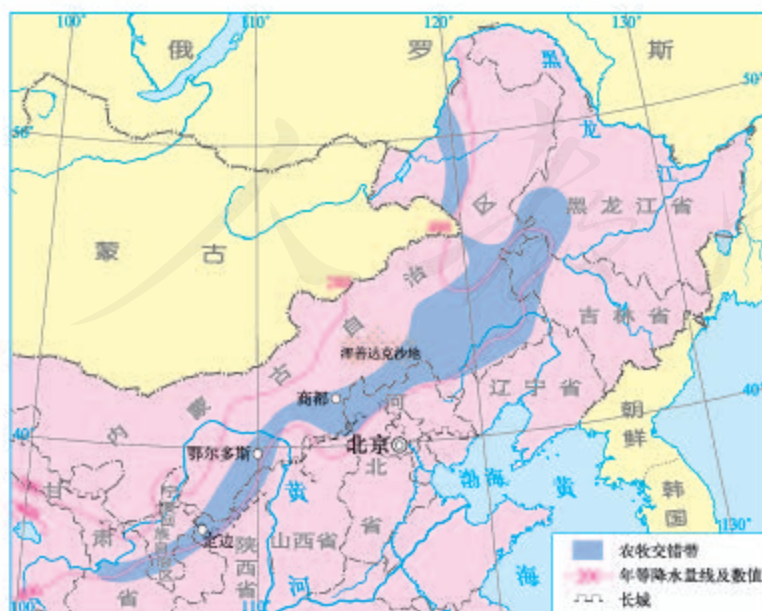 100° 110° 120° 130°
俄 罗 斯
50°
50°
黑龙江
黑龙江省
蒙古
内蒙古自治区
吉林省
浑善达克沙地
辽宁省
商都
河北省
朝鲜
40°
40°
鄂尔多斯
北京
渤海
黄海
韩国
甘肃省
宁夏回族自治区
定边
陕西省
山西省
黄河
130°
农牧交错带
200 年等降水量线及数值
长城
100° 110° 120°